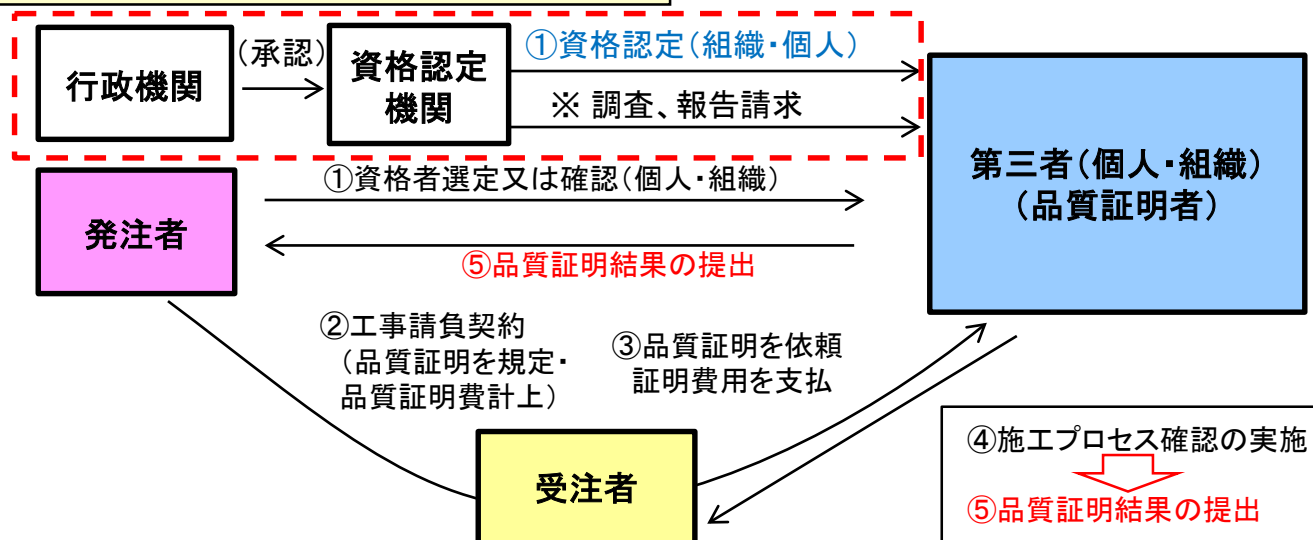 (承認)
行政機関
資格認定
機関
①資格認定(組織・個人)
※ 調査、報告請求
第三者(個人・組織)
(品質証明者)
①資格者選定又は確認(個人・組織)
発注者
⑤品質証明結果の提出
②工事請負契約
(品質証明を規定・
品質証明費計上)
③品質証明を依頼
証明費用を支払
受注者
④施工プロセス確認の実施
⑤品質証明結果の提出